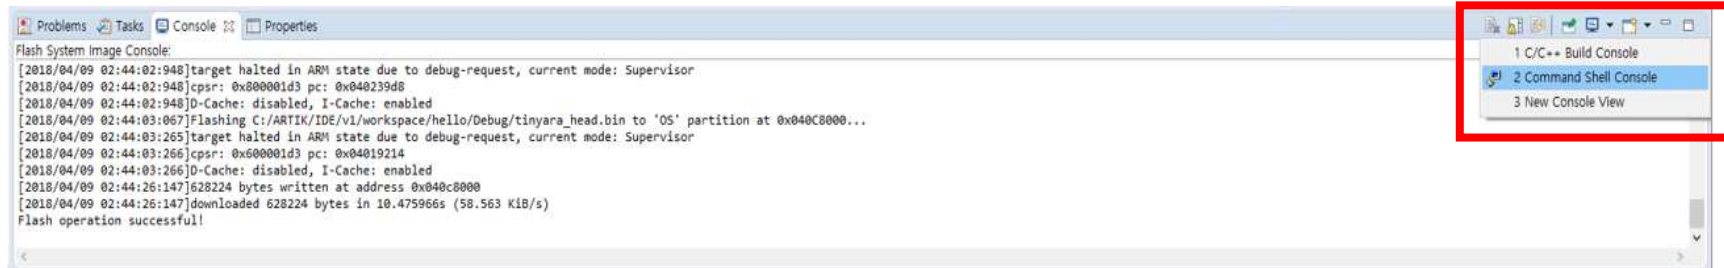 Problems Tasks Console Properties
Flash System Image Console:
[2018/04/09 02:44:02:948]target halted in ARM state due to debug-request, current mode: Supervisor
[2018/04/09 02:44:02:948]cpsr: 0x800001d3 pc: 0x040239d8
[2018/04/09 02:44:02:948]D-Cache: disabled, I-Cache: enabled
[2018/04/09 02:44:03:067]Flashing C:/ARTIK/IDE/v1/workspace/hello/Debug/tinyara_head.bin to 'OS' partition at 0x040C8000...
[2018/04/09 02:44:03:265]target halted in ARM state due to debug-request, current mode: Supervisor
[2018/04/09 02:44:03:266]cpsr: 0x600001d3 pc: 0x04019214
[2018/04/09 02:44:03:266]D-Cache: disabled, I-Cache: enabled
[2018/04/09 02:44:26:147]628224 bytes written at address 0x040c8000
[2018/04/09 02:44:26:147]downloaded 628224 bytes in 10.475966s (58.563 KiB/s)
Flash operation successful!
1 C/C++ Build Console
2 Command Shell Console
3 New Console View